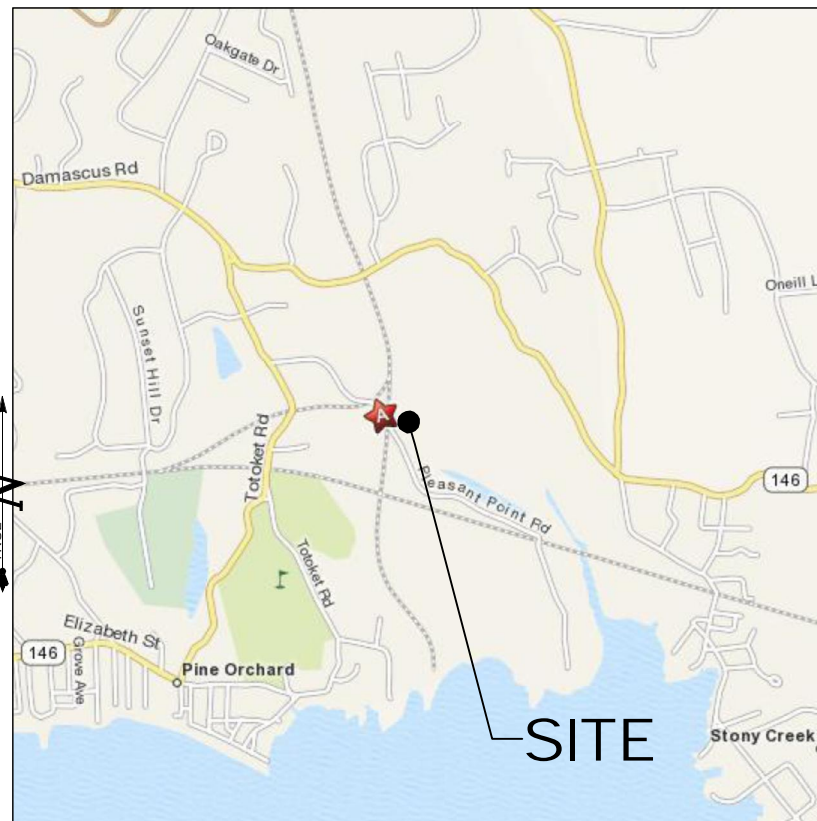 Oakgate Dr
Damascus Rd
Oneill L
Sunset Hill Dr
A
Totoket Rd
146
Pleasant Point Rd
N
Totoket Rd
Elizabeth St
146
Grove Ave
Pine Orchard
SITE
Stony Creek